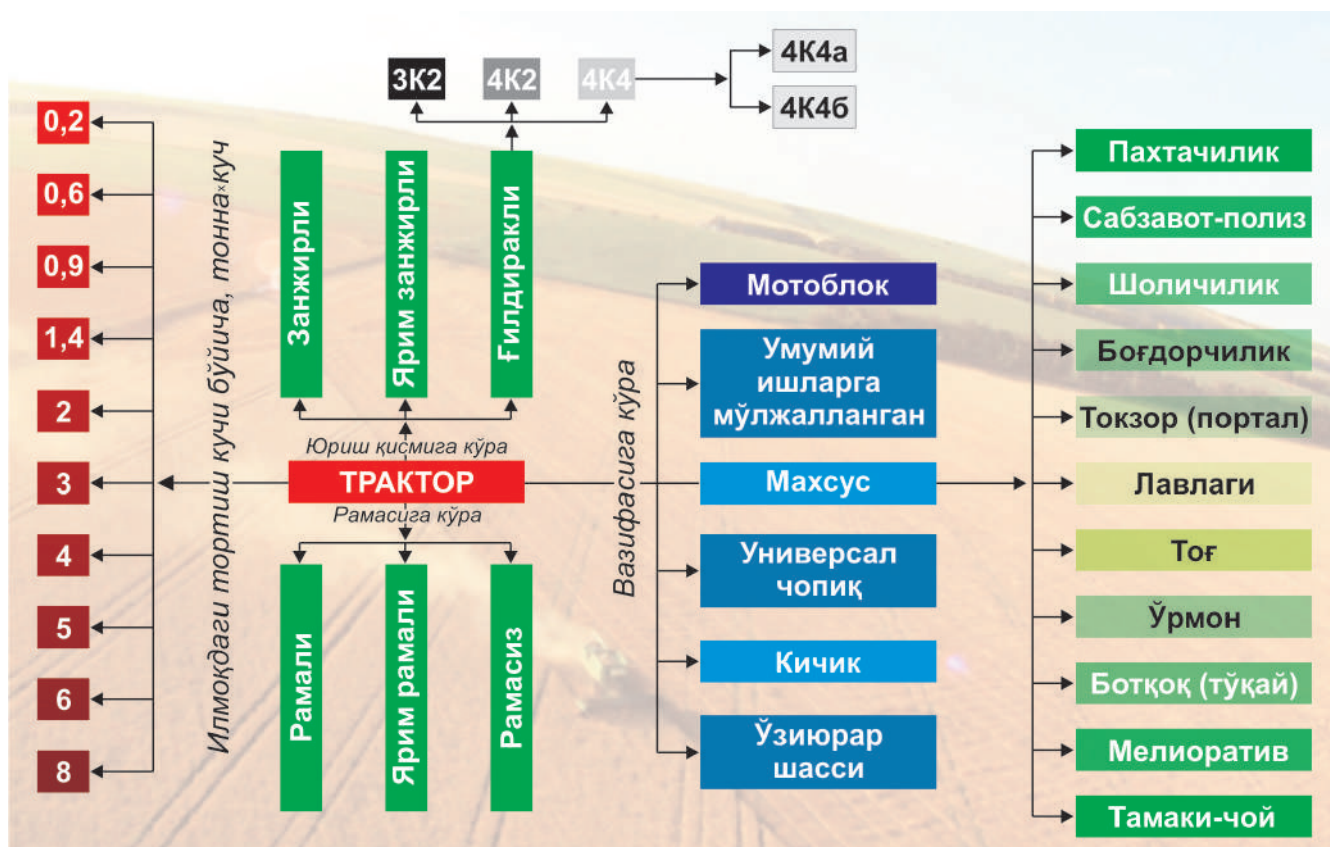 3К2
4К2
4К4
4К4а
4К4б
0,2
0,6
0,9
1,4
2
3
4
5
6
8
Илмоқдаги тортиш кучи бўйича, тонна×куч
Занжирли
Ярим занжирли
Ғилдиракли
Юриш қисмига кўра
ТРАКТОР
Рамасига кўра
Рамали
Ярим рамали
Рамасиз
Вазифасига кўра
Мотоблок
Умумий
ишларга
мўлжалланган
Махсус
Универсал
чопиқ
Кичик
Ўзиюрар
шасси
Пахтачилик
Сабзавот-полиз
Шоличилик
Боғдорчилик
Токзор (портал)
Лавлаги
Тоғ
Ўрмон
Ботқоқ (тўқай)
Мелиоратив
Тамаки-чой